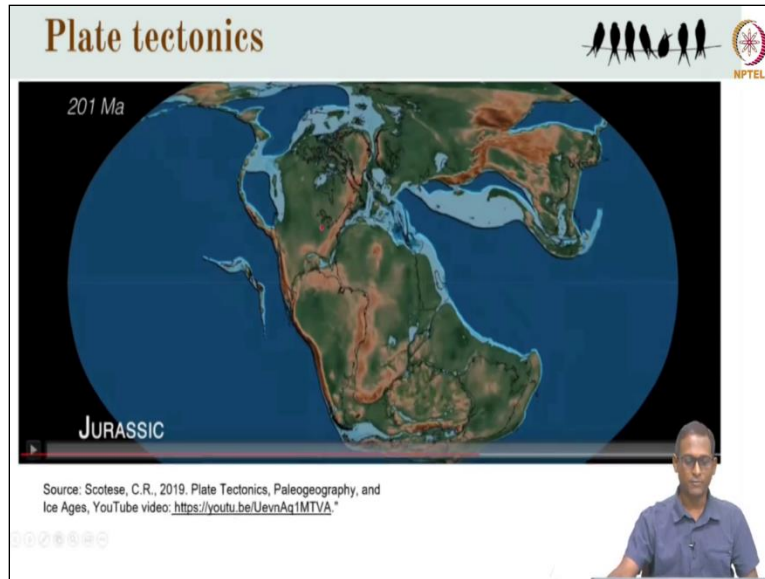 Plate tectonics
NPTEL
201 Ma
JURASSIC
Source: Scotese, C.R., 2019. Plate Tectonics, Paleogeography, and
Ice Ages, YouTube video: https://youtu.be/UevnAq1MTVA."